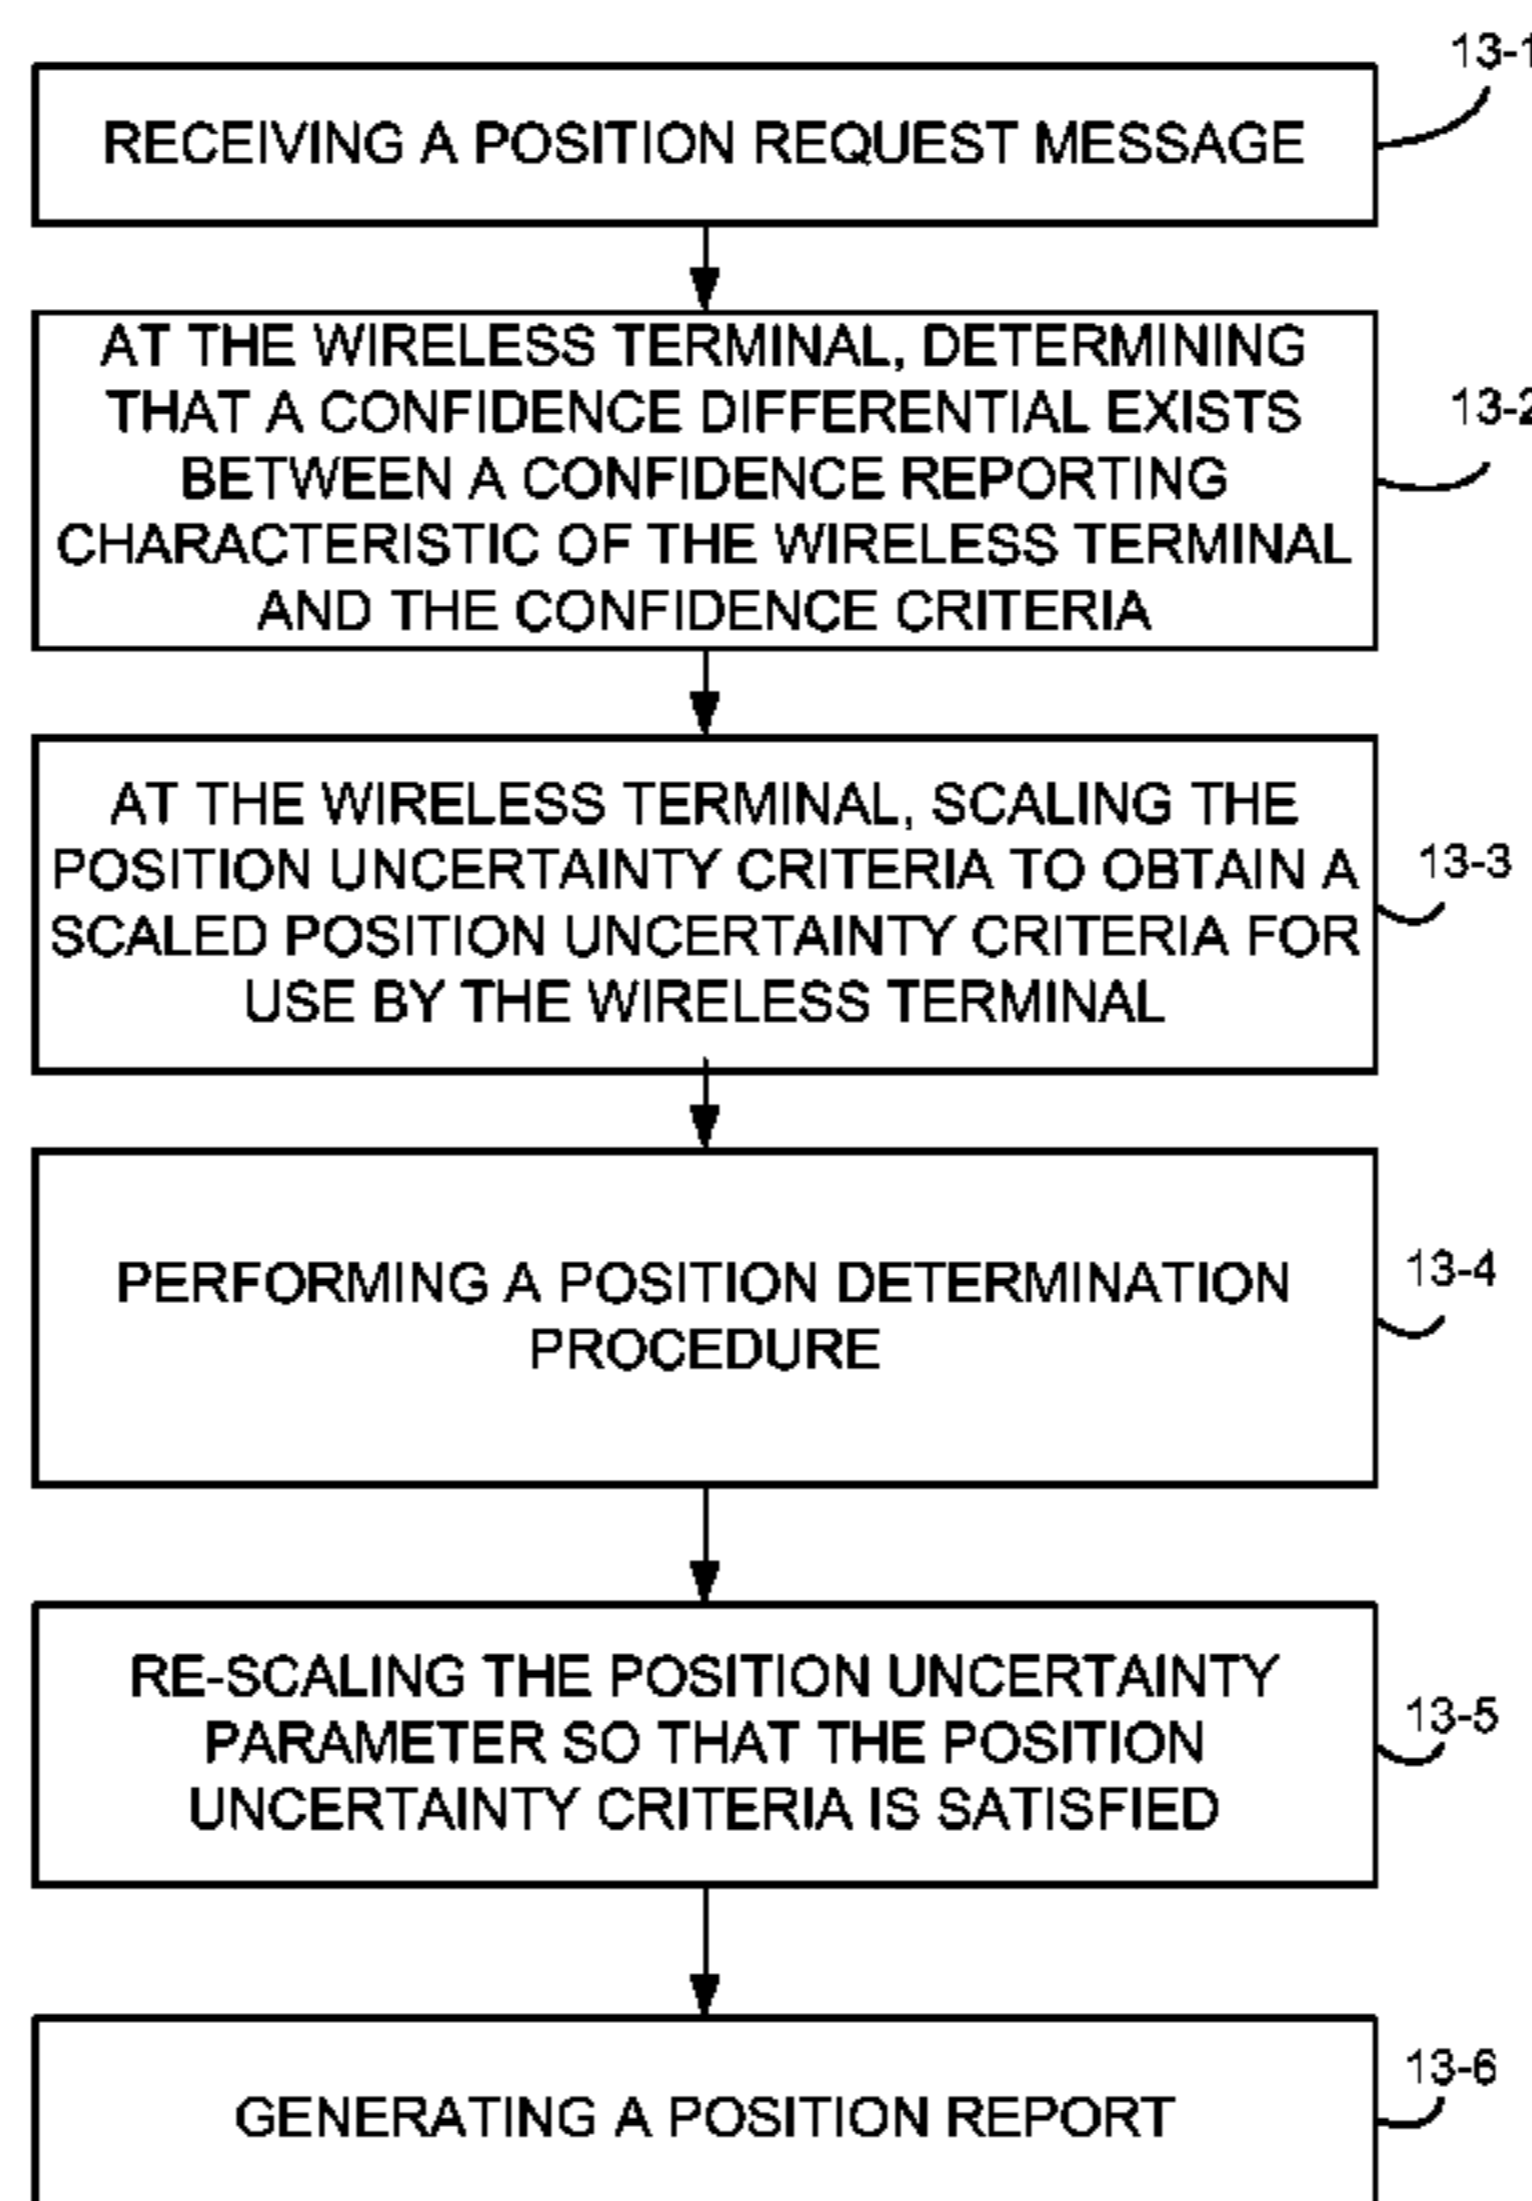 13-1
RECEIVING A POSITION REQUEST MESSAGE
AT THE WIRELESS TERMINAL, DETERMINING
THAT A CONFIDENCE DIFFERENTIAL EXISTS
BETWEEN A CONFIDENCE REPORTING
CHARACTERISTIC OF THE WIRELESS TERMINAL
AND THE CONFIDENCE CRITERIA
13-2
AT THE WIRELESS TERMINAL, SCALING THE
POSITION UNCERTAINTY CRITERIA TO OBTAIN A
SCALED POSITION UNCERTAINTY CRITERIA FOR
USE BY THE WIRELESS TERMINAL
13-3
PERFORMING A POSITION DETERMINATION
PROCEDURE
13-4
RE-SCALING THE POSITION UNCERTAINTY
PARAMETER SO THAT THE POSITION
UNCERTAINTY CRITERIA IS SATISFIED
13-5
GENERATING A POSITION REPORT
13-6